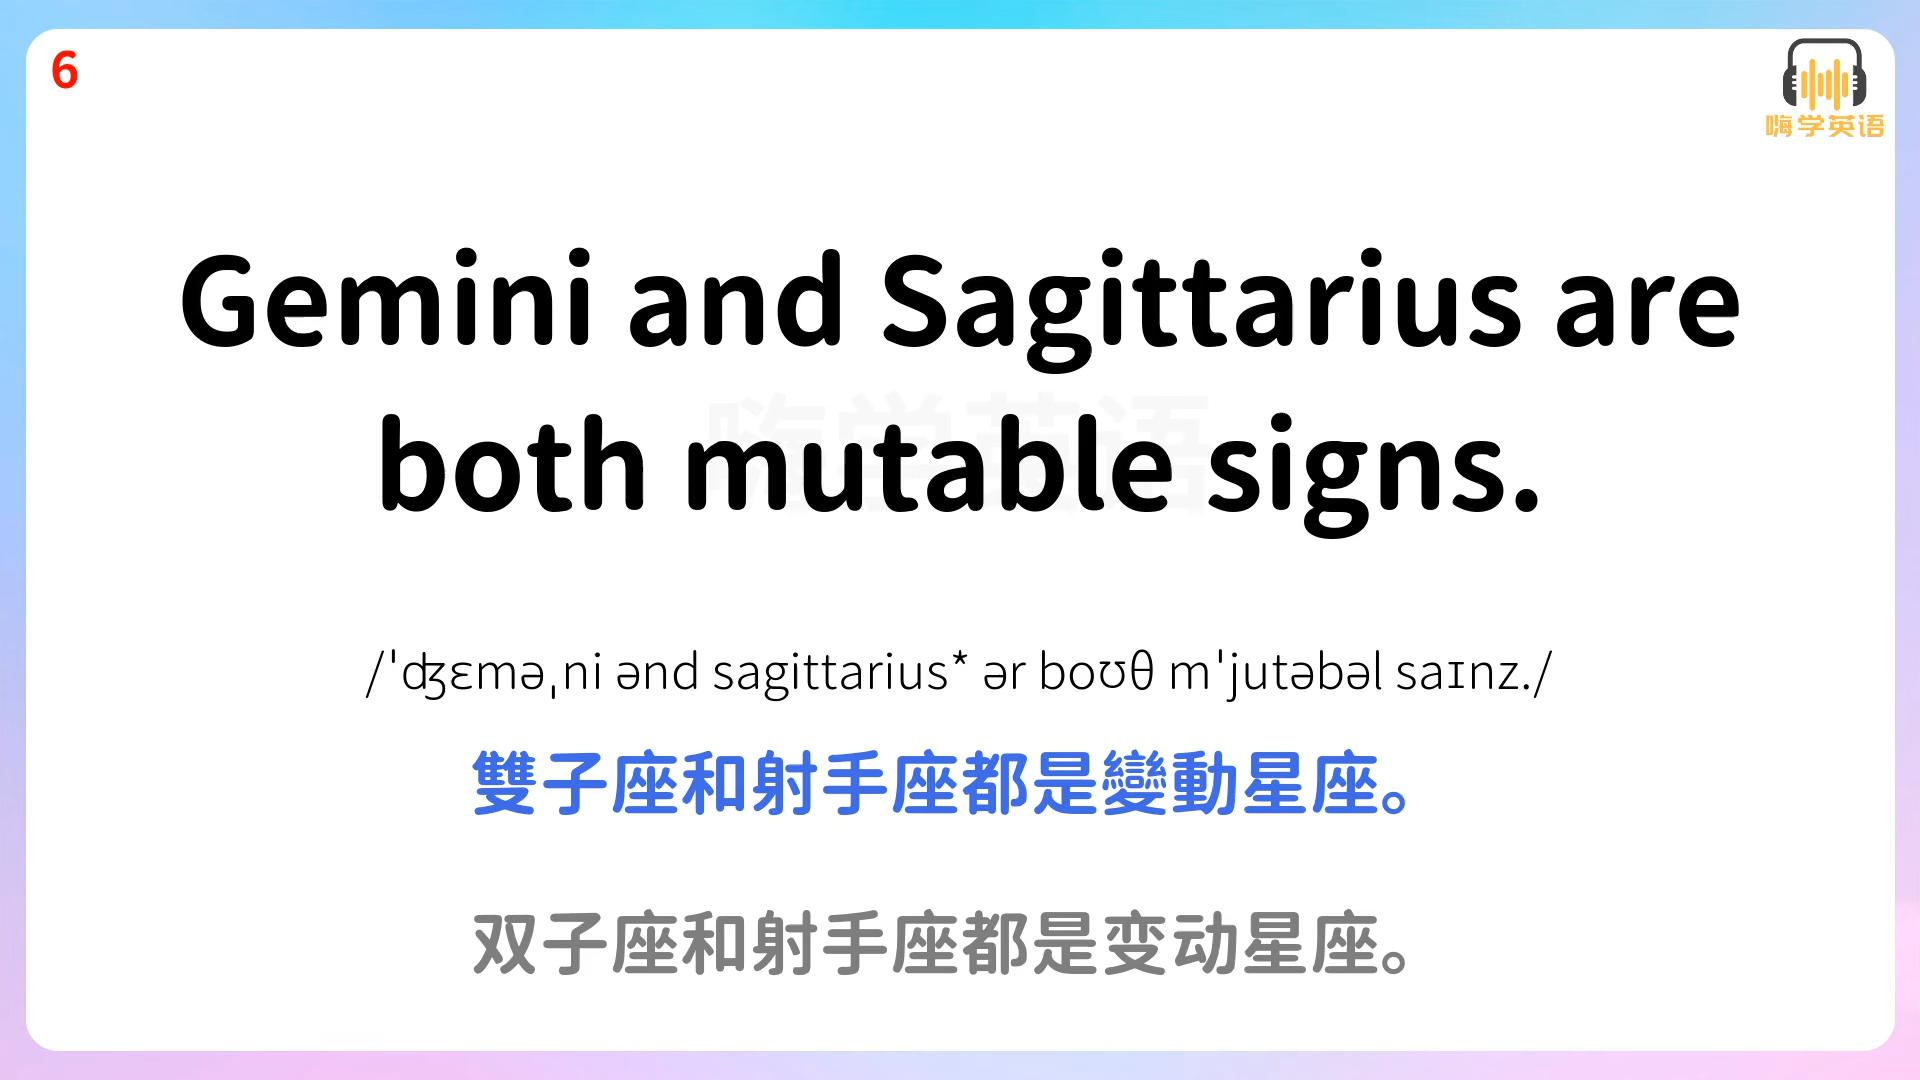 6
嗨学英语
Gemini and Sagittarius are
both mutable signs.
/ˈʤɛməˌni ənd sagittarius* ər boʊθ mˈjutəbəl saɪnz./
雙子座和射手座都是變動星座。
双子座和射手座都是变动星座。